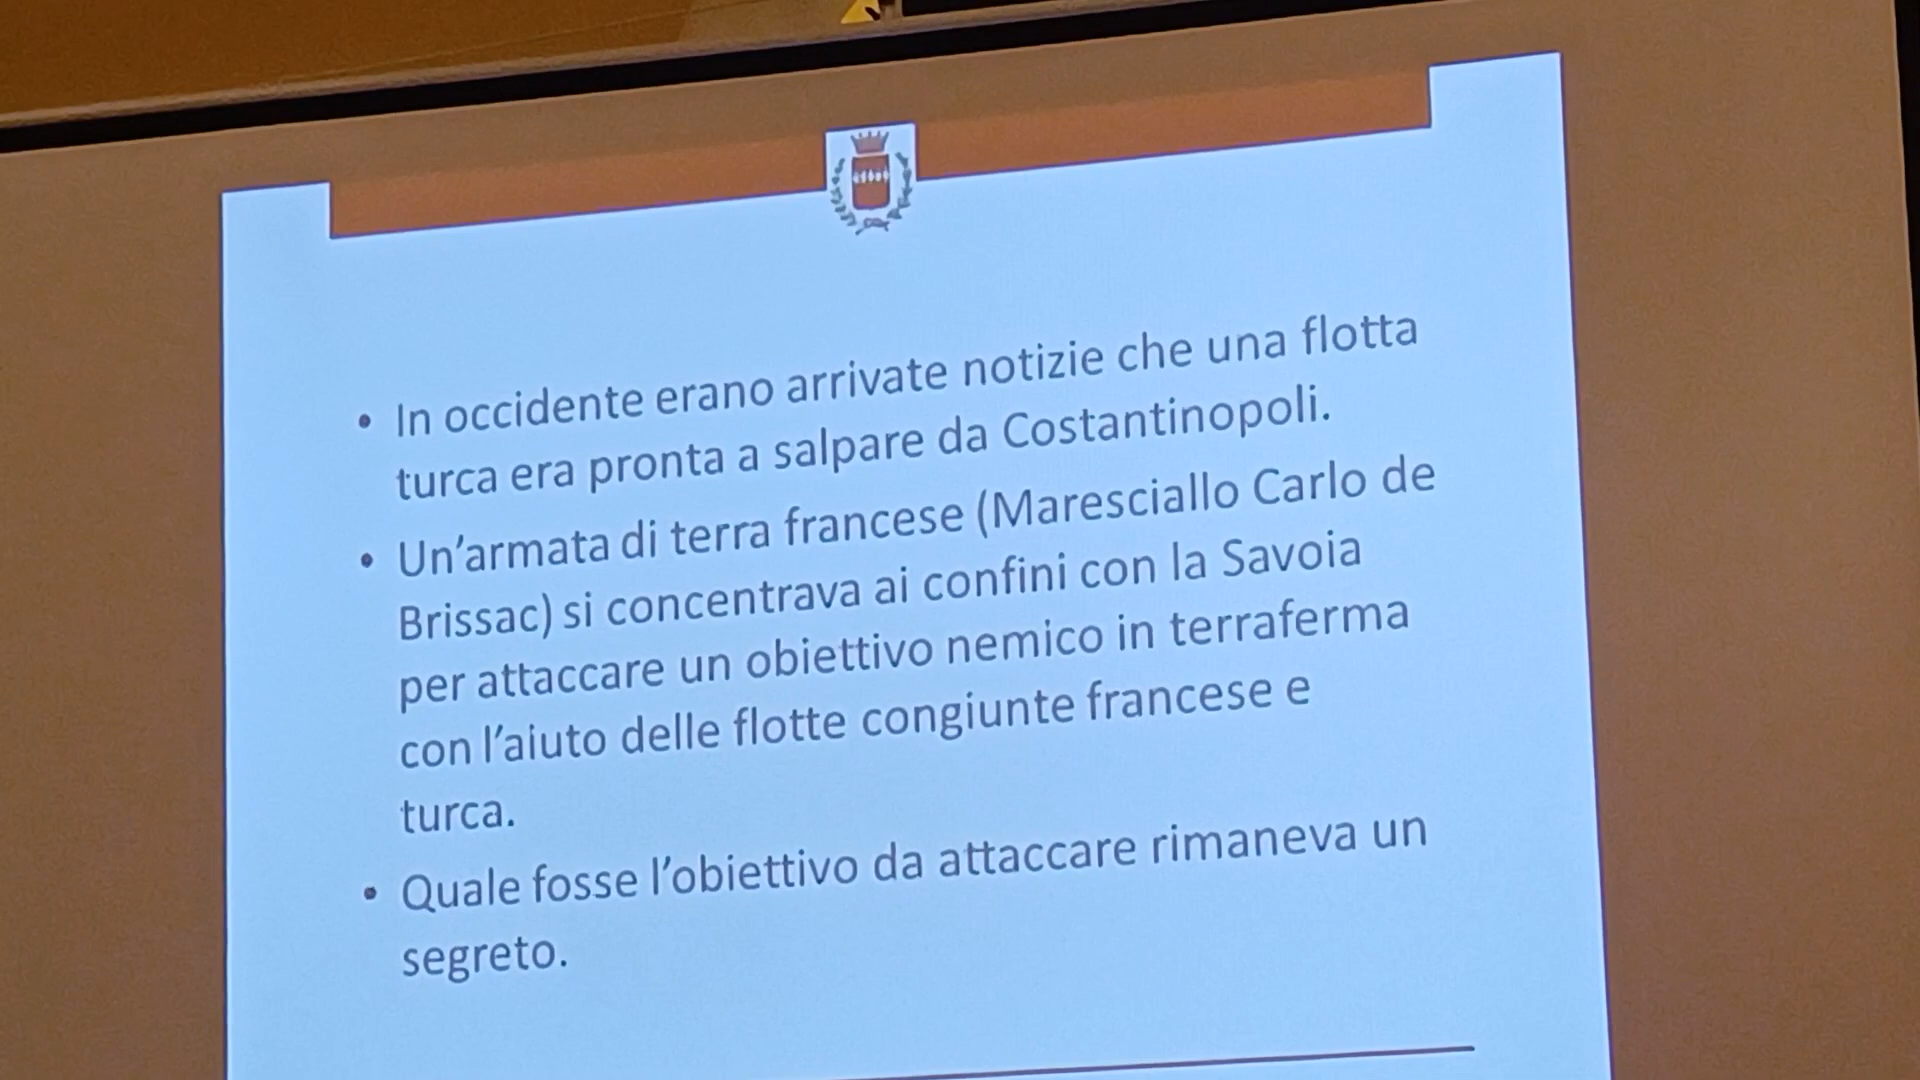 • In occidente erano arrivate notizie che una flotta
turca era pronta a salpare da Costantinopoli.
• Un’armata di terra francese (Maresciallo Carlo de
Brissac) si concentrava ai confini con la Savoia
per attaccare un obiettivo nemico in terraferma
con l’aiuto delle flotte congiunte francese e
turca.
• Quale fosse l’obiettivo da attaccare rimaneva un
segreto.